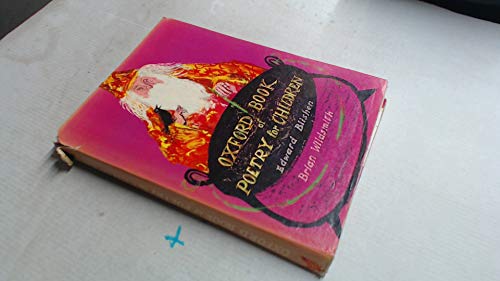 OXFORD BOOK
of
POETRY for CHILDREN
Edward Blishen
Brian Wildsmith